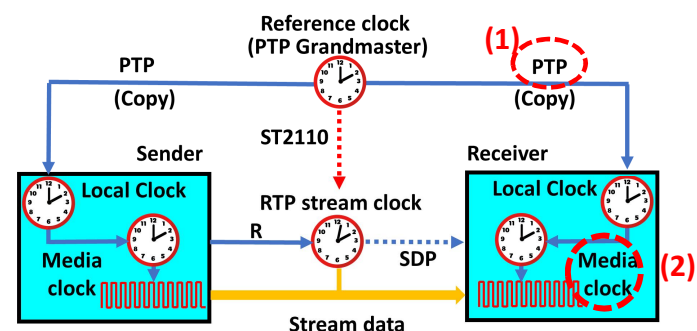 Reference clock
(PTP Grandmaster)
(1)
PTP
(Copy)
PTP
(Copy)
ST2110
Sender
Receiver
Local Clock
RTP stream clock
Local Clock
R
SDP
Media
clock
Media
clock
(2)
Stream data